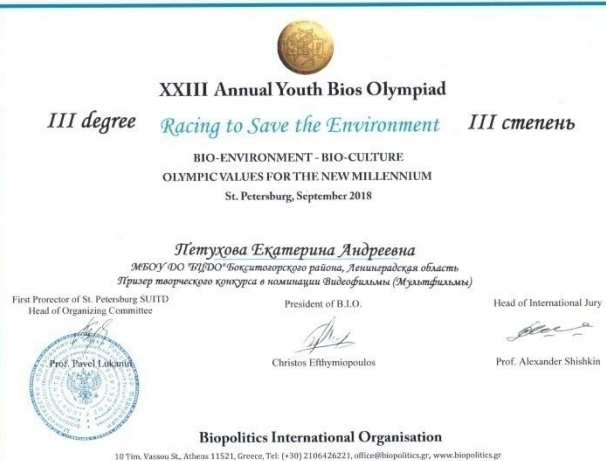 XXIII Annual Youth Bios Olympiad
III degree Racing to Save the Environment III степень
BIO-ENVIRONMENT - BIO-CULTURE
OLYMPIC VALUES FOR THE NEW MILLENNIUM
St. Petersburg, September 2018
Петухова Екатерина Андреевна
МБОУ ДО "БЦДО" Бокситогорского района, Ленинградская область
Призер творческого конкурса в номинации Видеофильмы (Мультфильмы)
First Prorector of St. Petersburg SUITD
Head of Organizing Committee
Prof. Pavel Lukanin
President of B.I.O.
Christos Efthymiopoulos
Head of International Jury
Prof. Alexander Shishkin
Biopolitics International Organisation
10 Tim. Vassou St., Athens 11521, Greece, Tel: (+30) 2106426221, office@biopolitics.gr, www.biopolitics.gr